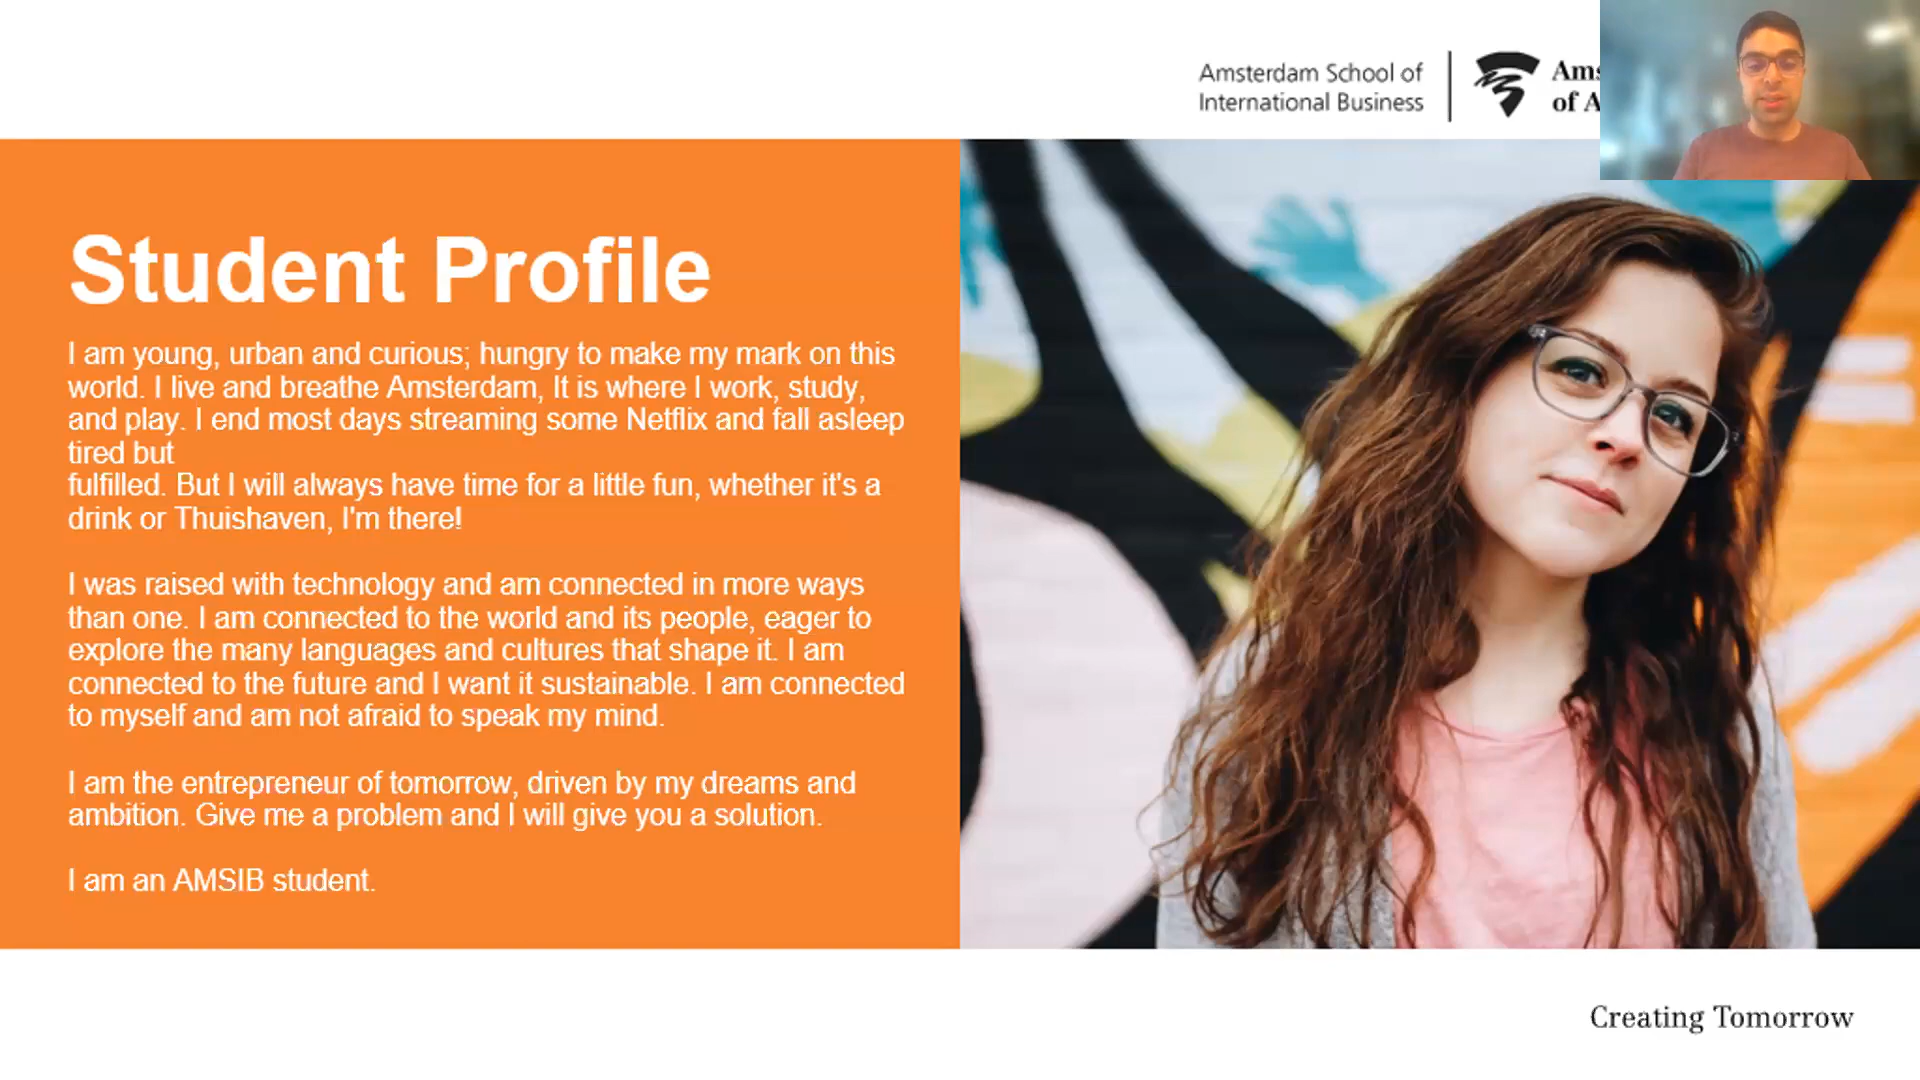 Amsterdam School of
International Business
of A
Student Profile
I am young, urban and curious; hungry to make my mark on this
world. I live and breathe Amsterdam, It is where I work, study,
and play. I end most days streaming some Netflix and fall asleep
tired but
fulfilled. But I will always have time for a little fun, whether it's a
drink or Thuishaven, I'm there!
I was raised with technology and am connected in more ways
than one. I am connected to the world and its people, eager to
explore the many languages and cultures that shape it. I am
connected to the future and I want it sustainable. I am connected
to myself and am not afraid to speak my mind.
I am the entrepreneur of tomorrow, driven by my dreams and
ambition. Give me a problem and I will give you a solution.
I am an AMSIB student.
Creating Tomorrow